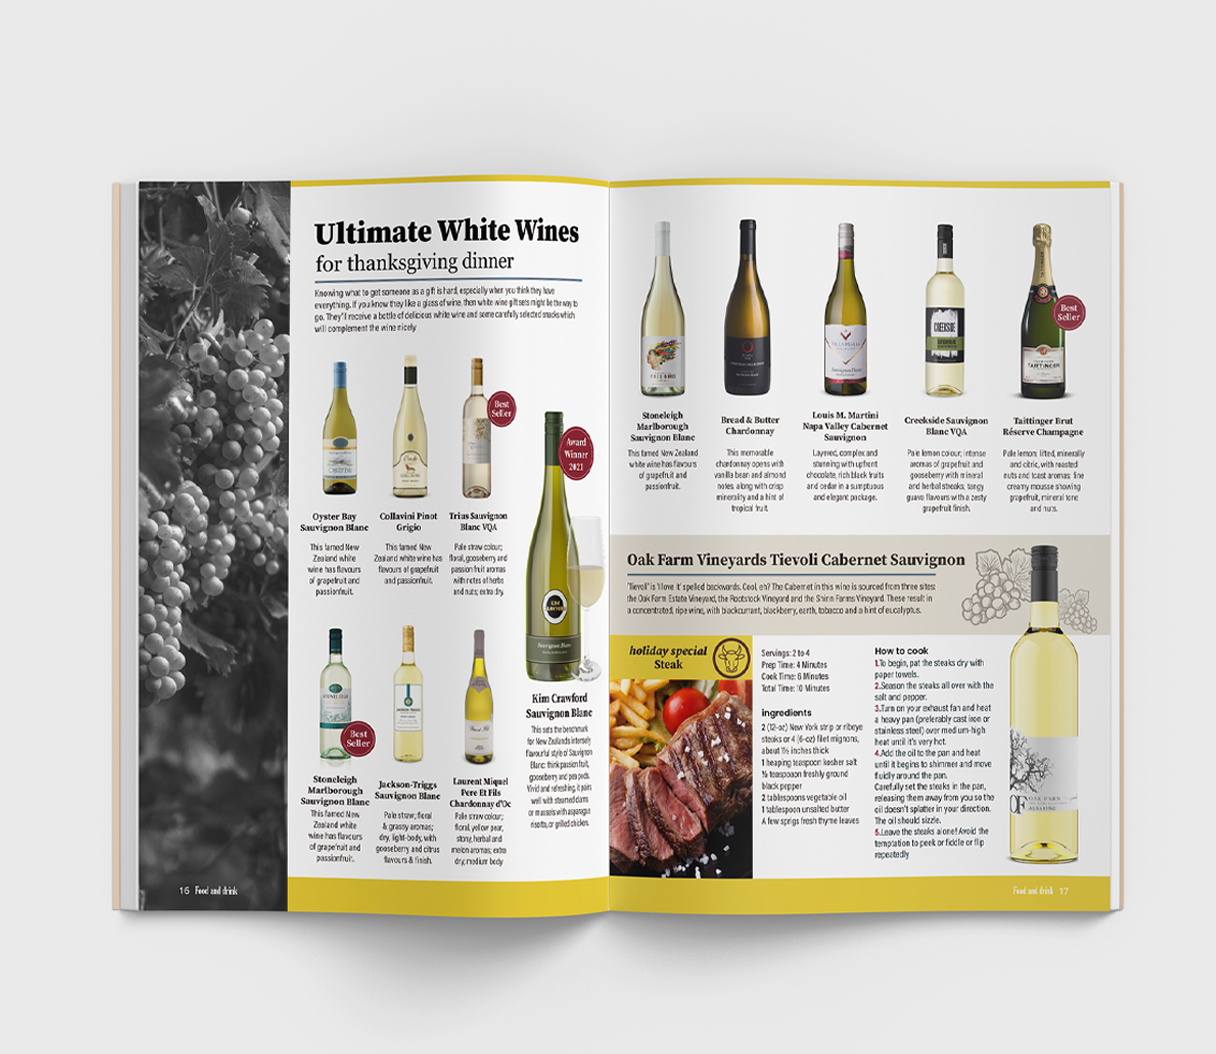 Ultimate White Wines
for thanksgiving dinner
Knowing what to get someone as a gift is hard, especially when you think they have
everything. If you know they like a glass of wine, then white wine gift sets might be the way to
go. They'll receive a bottle of delicious white wine and some carefully selected snacks which
will complement the wine nicely
Best
Seller
Award
Winner
2021
Oyster Bay
Sauvignon Blanc
This famed New
Zealand white
wine has flavours
of grapefruit and
passionfruit.
Collavini Pinot
Grigio
This famed New
Zealand white wine has
flavours of grapefruit
and passionfruit.
Trius Sauvignon
Blanc VQA
Pale straw colour;
floral, gooseberry and
passion fruit aromas
with notes of herbs
and nuts; extra dry.
Best
Seller
Stoneleigh
Marlborough
Sauvignon Blanc
This famed New
Zealand white
wine has flavours
of grapefruit and
passionfruit.
Jackson-Triggs
Sauvignon Blanc
Pale straw; floral
& grassy aromas;
dry, light-body, with
gooseberry and citrus
flavours & finish.
Laurent Miquel
Pere Et Fils
Chardonnay d'Oc
Pale straw colour;
floral, yellow pear,
stony, herbal and
melon aromas; extra
dry, medium body
Kim Crawford
Sauvignon Blanc
This sets the benchmark
for New Zealand's intensely
flavourful style of Sauvignon
Blanc: think passion fruit,
gooseberry and pea pods.
Vivid and refreshing, it pairs
well with steamed clams
or mussels with asparagus
risotto, or grilled chicken.
16 Food and drink
Best
Seller
Stoneleigh
Marlborough
Sauvignon Blanc
This famed New Zealand
white wine has flavours
of grapefruit and
passionfruit.
Bread & Butter
Chardonnay
This memorable
chardonnay opens with
vanilla bean and almond
notes, along with crisp
minerality and a hint of
tropical fruit.
Louis M. Martini
Napa Valley Cabernet
Sauvignon
Layered, complex and
stunning with upfront
chocolate, rich black fruits
and cedar in a sumptuous
and elegant package.
CREEKSIDE
Creekside Sauvignon
Blanc VQA
Pale lemon colour; intense
aromas of grapefruit and
gooseberry with mineral
and herbal streaks; tangy
guava flavours with a zesty
grapefruit finish.
TAITTINGER
Taittinger Brut
Réserve Champagne
Pale lemon; lifted, minerally
and citric, with roasted
nuts and toast aromas; fine
creamy mousse showing
grapefruit, mineral tone
and nuts.
Oak Farm Vineyards Tievoli Cabernet Sauvignon
'Tievoli' is 'I love it' spelled backwards. Cool, eh? The Cabernet in this wine is sourced from three sites:
the Oak Farm Estate Vineyard, the Rootstock Vineyard and the Shinn Farms Vineyard. These result in
a concentrated, ripe wine, with blackcurrant, blackberry, earth, tobacco and a hint of eucalyptus.
holiday special
Steak
Servings: 2 to 4
Prep Time: 4 Minutes
Cook Time: 6 Minutes
Total Time: 10 Minutes
ingredients
2 (12-oz) New York strip or ribeye
steaks or 4 (6-oz) filet mignons,
about 1½ inches thick
1 heaping teaspoon kosher salt
½ teaspoaon freshly ground
black pepper
2 tablespoons vegetable oil
1 tablespoon unsalted butter
A few sprigs fresh thyme leaves
How to cook
1.To begin, pat the steaks dry with
paper towels.
2.Season the steaks all over with the
salt and pepper.
3.Turn on your exhaust fan and heat
a heavy pan (preferably cast iron or
stainless steel) over medium-high
heat until it's very hot.
4.Add the oil to the pan and heat
until it begins to shimmer and move
fluidly around the pan.
Carefully set the steaks in the pan,
releasing them away from you so the
oil doesn't splatter in your direction.
The oil should sizzle.
5.Leave the steaks alone! Avoid the
temptation to peek or fiddle or flip
repeatedly
OF OAK FARM
Food and drink 17